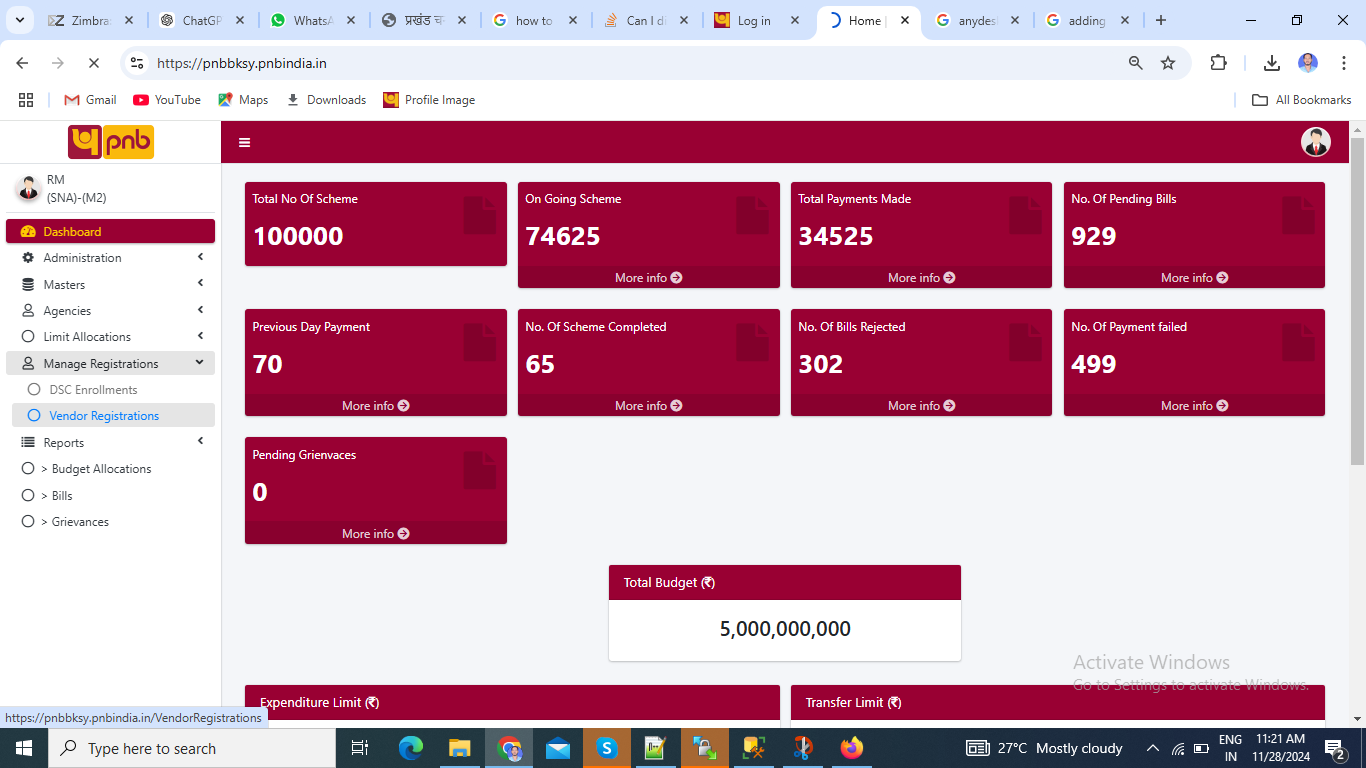 Zimbra
ChatGP
WhatsA
प्रखंड च
how to
Can I di
Log in
Home |
anydes
adding
https://pnbbksy.pnbindia.in
Gmail
YouTube
Maps
Downloads
Profile Image
All Bookmarks
pnb
RM
(SNA)-(M2)
Dashboard
Administration
Masters
Agencies
Limit Allocations
Manage Registrations
DSC Enrollments
Vendor Registrations
Reports
> Budget Allocations
> Bills
> Grievances
Total No Of Scheme
100000
On Going Scheme
74625
More info
Total Payments Made
34525
More info
No. Of Pending Bills
929
More info
Previous Day Payment
70
More info
No. Of Scheme Completed
65
More info
No. Of Bills Rejected
302
More info
No. Of Payment failed
499
More info
Pending Grienvaces
0
More info
Total Budget (₹)
5,000,000,000
Expenditure Limit (₹)
Transfer Limit (₹)
Activate Windows
Go to Settings to activate Windows.
https://pnbbksy.pnbindia.in/VendorRegistrations
Type here to search
27°C Mostly cloudy
ENG
IN
11:21 AM
11/28/2024
2